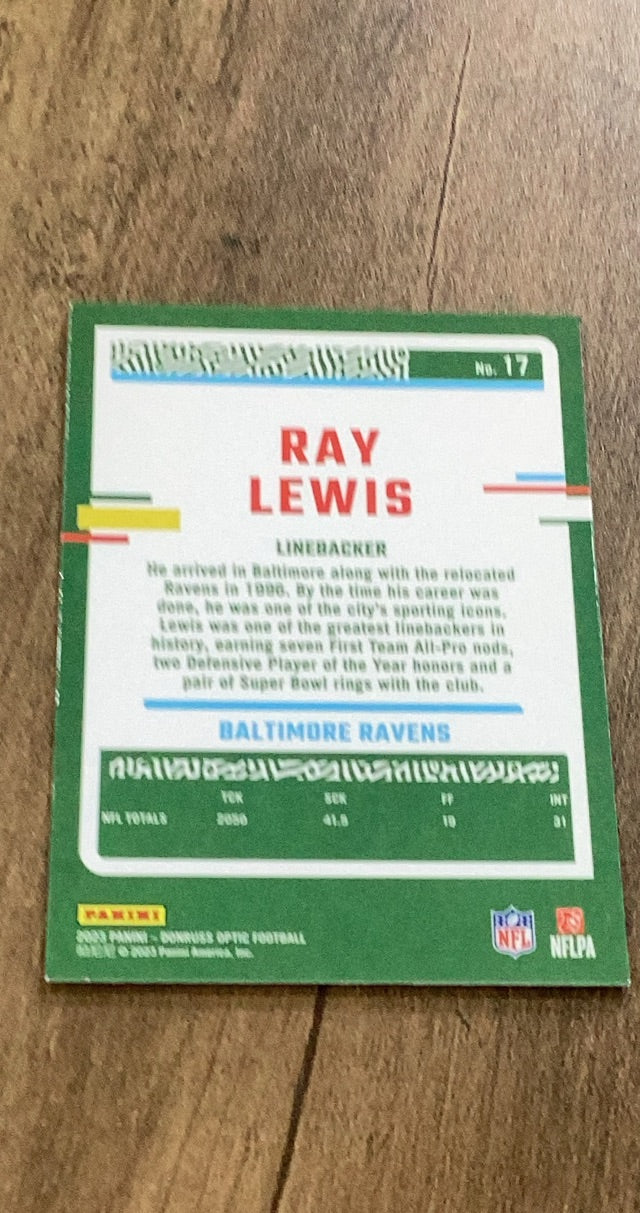 No. 17
RAY
LEWIS
LINEBACKER
He arrived in Baltimore along with the relocated
Ravens in 1996. By the time his career was
done, he was one of the city's sporting icons.
Lewis was one of the greatest linebackers in
history, earning seven First Team All-Pro nods,
two Defensive Player of the Year honors and a
pair of Super Bowl rings with the club.
BALTIMORE RAVENS
TCK SCK FF INT
NFL TOTALS 41.5 19 31
PANINI
2023 PANINI – DONRUSS OPTIC FOOTBALL
© 2023 Panini America, Inc.
NFL
NFLPA